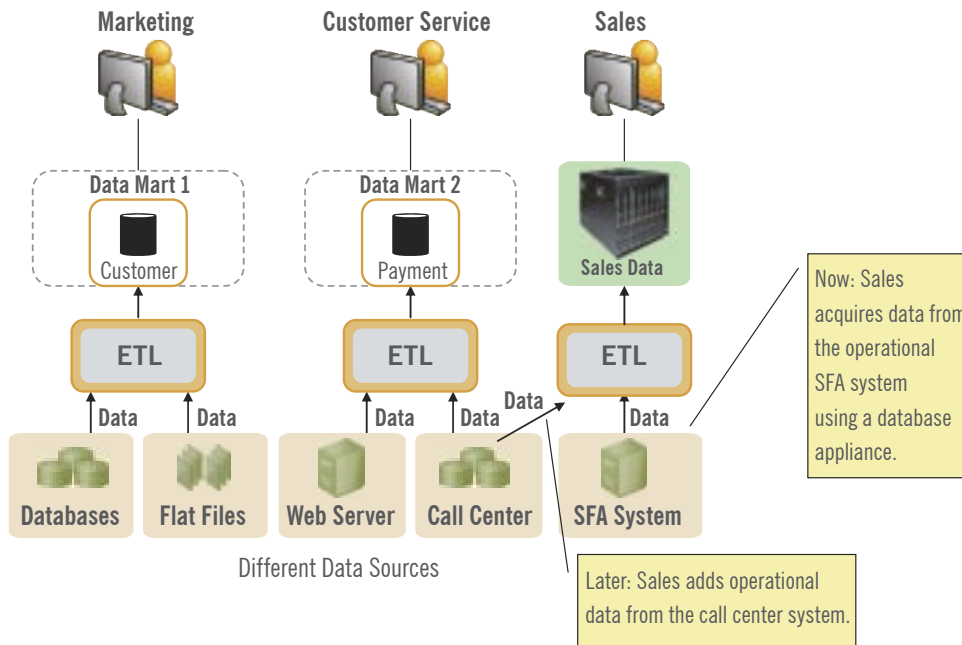 Marketing
Customer Service
Sales
Data Mart 1
Customer
Data Mart 2
Payment
Sales Data
ETL
ETL
ETL
Data
Data
Data
Data
Data
Data
Databases
Flat Files
Web Server
Call Center
SFA System
Different Data Sources
Now: Sales
acquires data from
the operational
SFA system
using a database
appliance.
Later: Sales adds operational
data from the call center system.